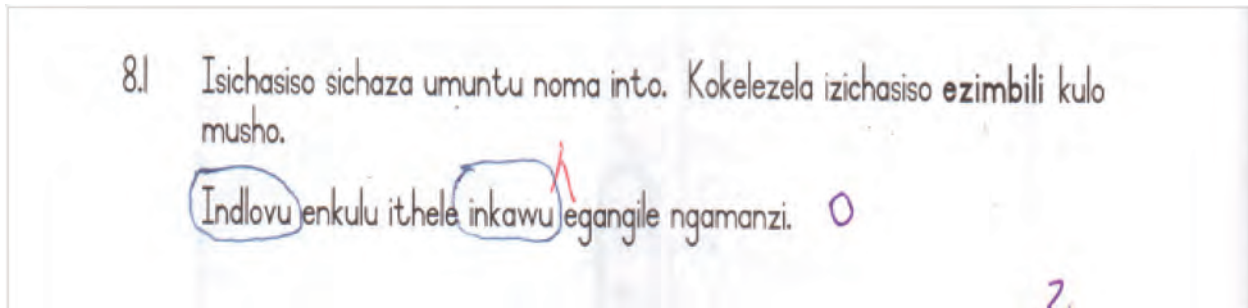 8.1 Isichasiso sichaza umuntu noma into. Kokelezela izichasiso ezimbili kulo
musho.
Indlovu enkulu ithele inkawu egangile ngamanzi. 0
2